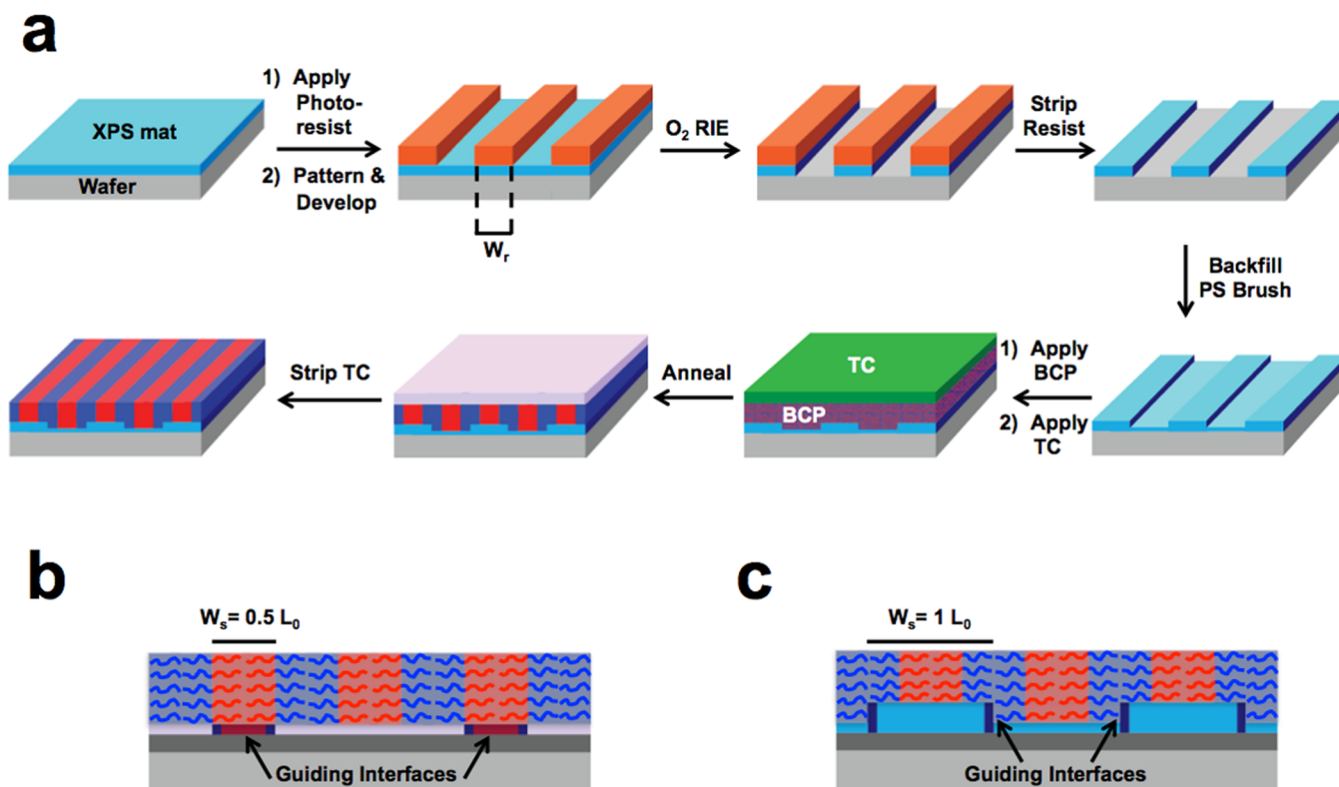 a
XPS mat
Wafer
1) Apply
Photo-
resist
2) Pattern &
Develop
Wr
O2 RIE
Strip
Resist
Backfill
PS Brush
1) Apply
BCP
2) Apply
TC
TC
BCP
Anneal
Strip TC
b
Ws= 0.5 L0
Guiding Interfaces
c
Ws= 1 L0
Guiding Interfaces